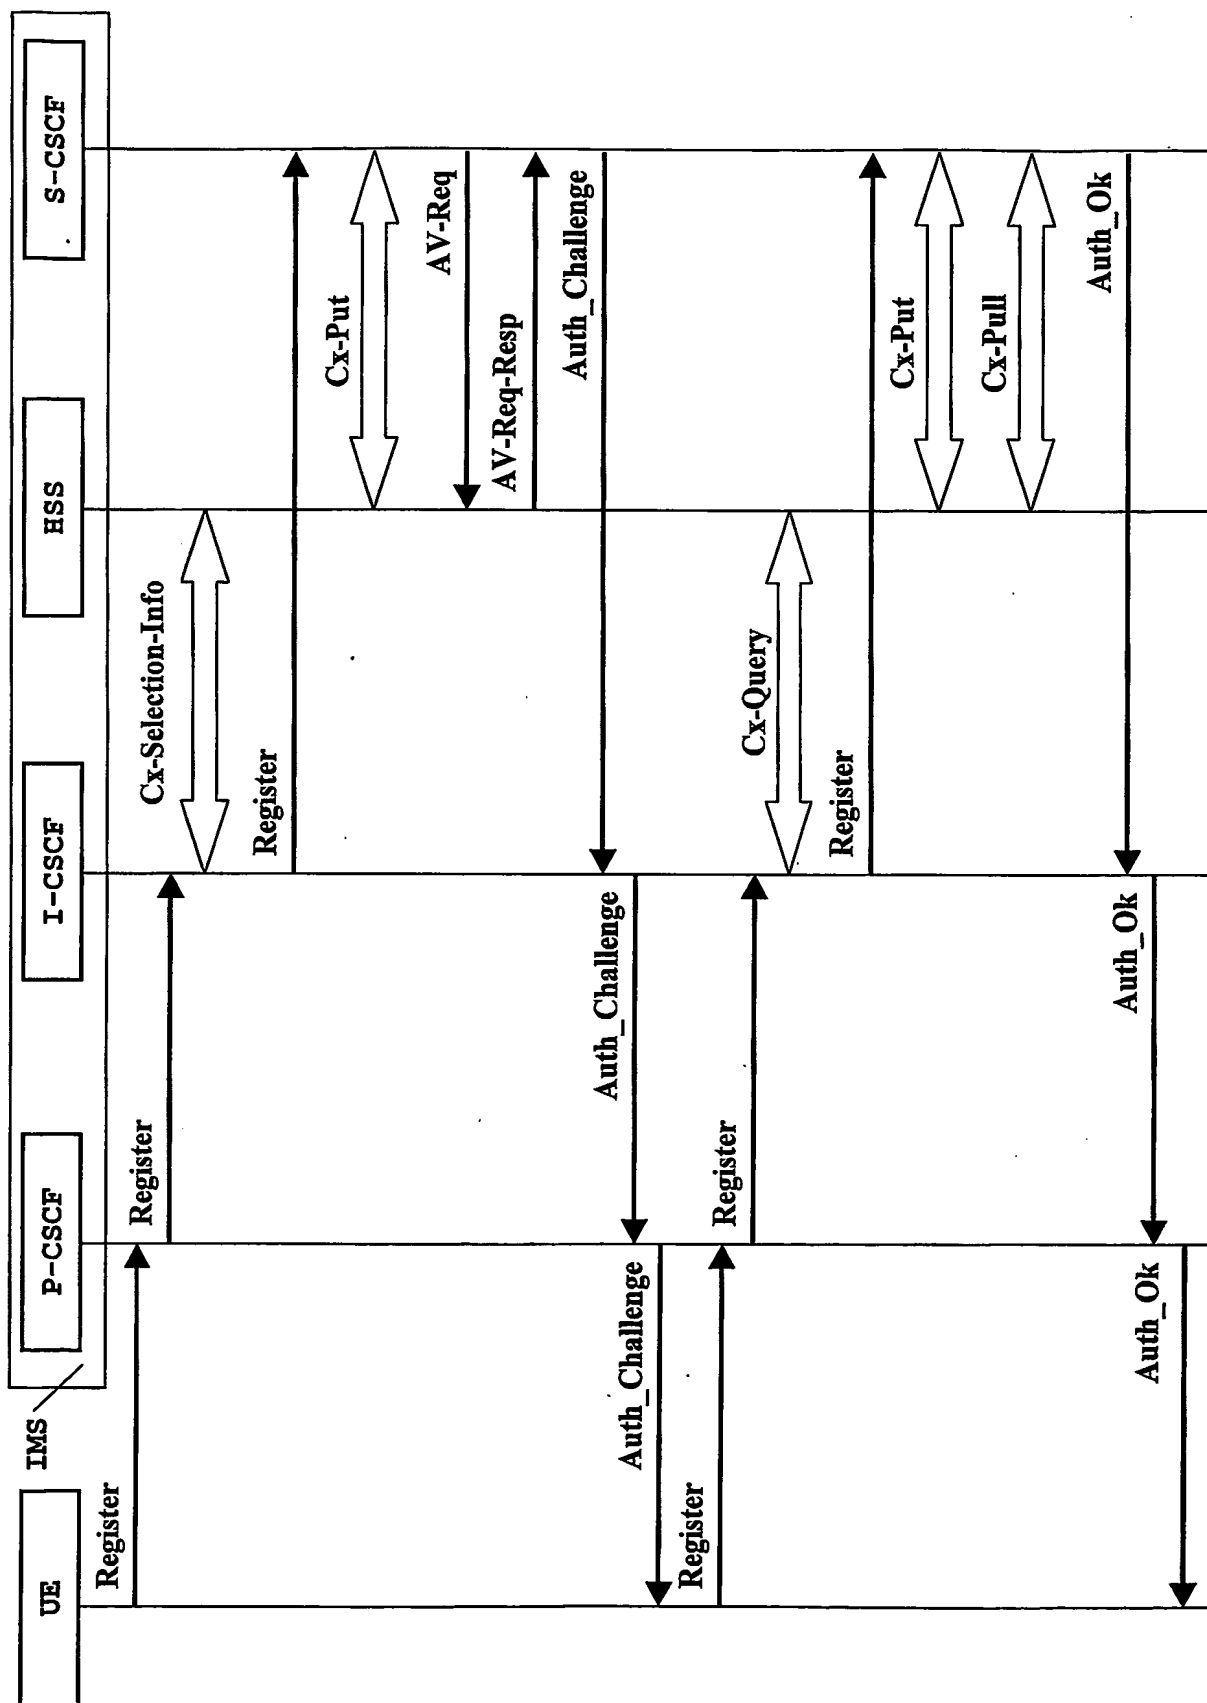 UE
IMS
P-CSCF
I-CSCF
HSS
S-CSCF
Register
Register
Cx-Selection-Info
Register
Cx-Put
AV-Req
AV-Req-Resp
Auth_Challenge
Auth_Challenge
Auth_Challenge
Register
Register
Cx-Query
Register
Cx-Put
Cx-Pull
Auth_Ok
Auth_Ok
Auth_Ok